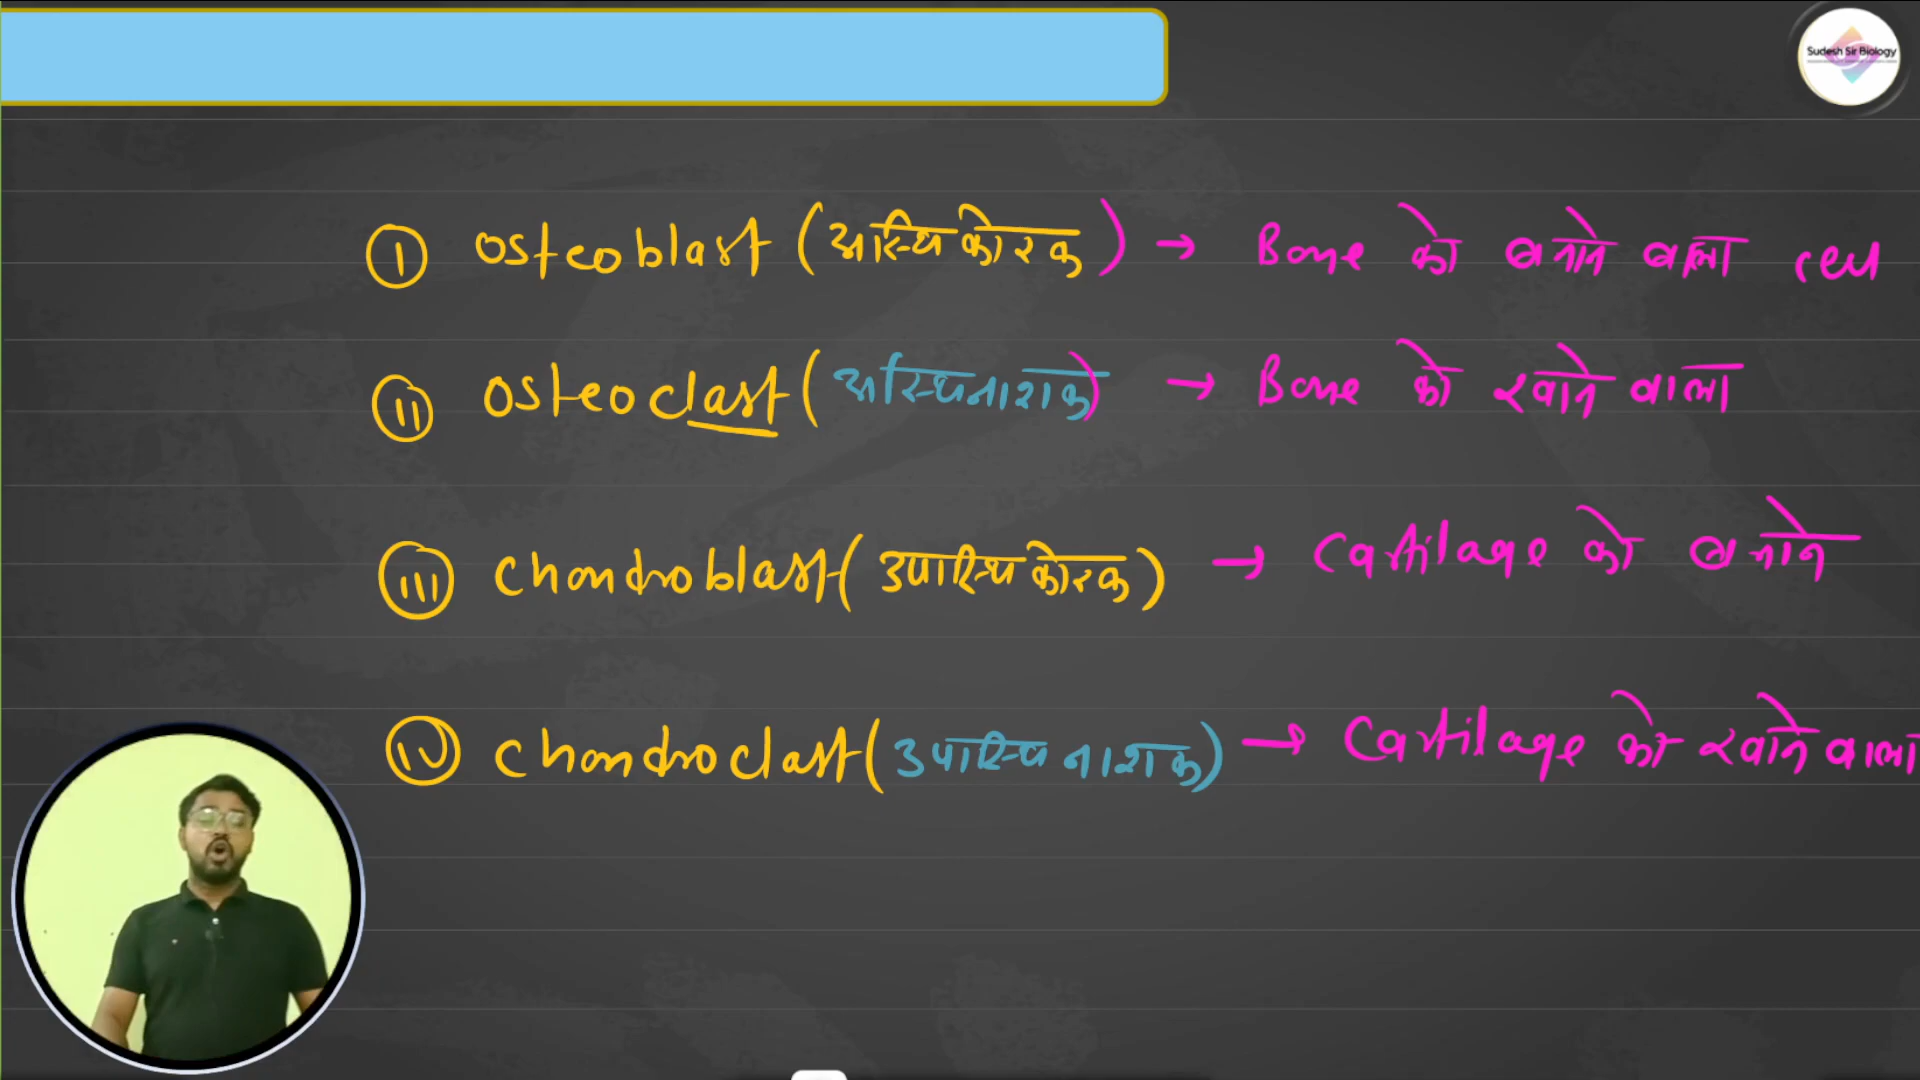 Sudesh Sir Biology
(i) Osteoblast (अस्थि कोरक) → Bone को बनाने वाला cell
(ii) Osteoclast (अस्थिनाशक) → Bone को खाने वाला
(iii) Chondroblast (उपास्थि कोरक) → Cartilage को बनाने
(iv) Chondroclast (उपास्थि नाशक) → Cartilage को खाने वाला